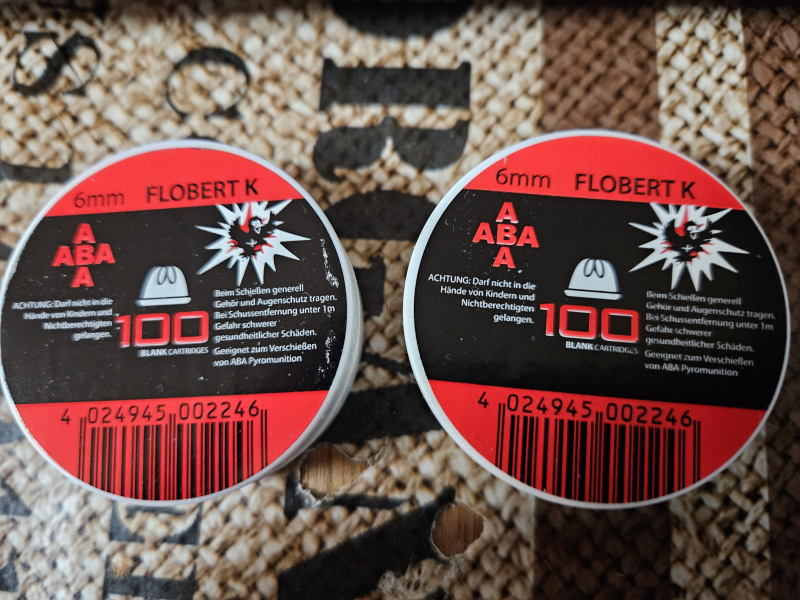 6mm FLOBERT K
A
ABA
A
ACHTUNG: Darf nicht in die
Hände von Kindern und
Nichtberechtigten
gelangen.
100
BLANK CARTRIDGES
Beim Schießen generell
Gehör und Augenschutz tragen.
Bei Schussentfernung unter 1m
Gefahr schwerer
gesundheitlicher Schäden.
Geeignet zum Verschießen
von ABA Pyromunition
4 024945 002246
6mm FLOBERT K
A
ABA
A
ACHTUNG: Darf nicht in die
Hände von Kindern und
Nichtberechtigten
gelangen.
100
BLANK CARTRIDGES
Beim Schießen generell
Gehör und Augenschutz tragen.
Bei Schussentfernung unter 1m
Gefahr schwerer
gesundheitlicher Schäden.
Geeignet zum Verschießen
von ABA Pyromunition
4 024945 002246